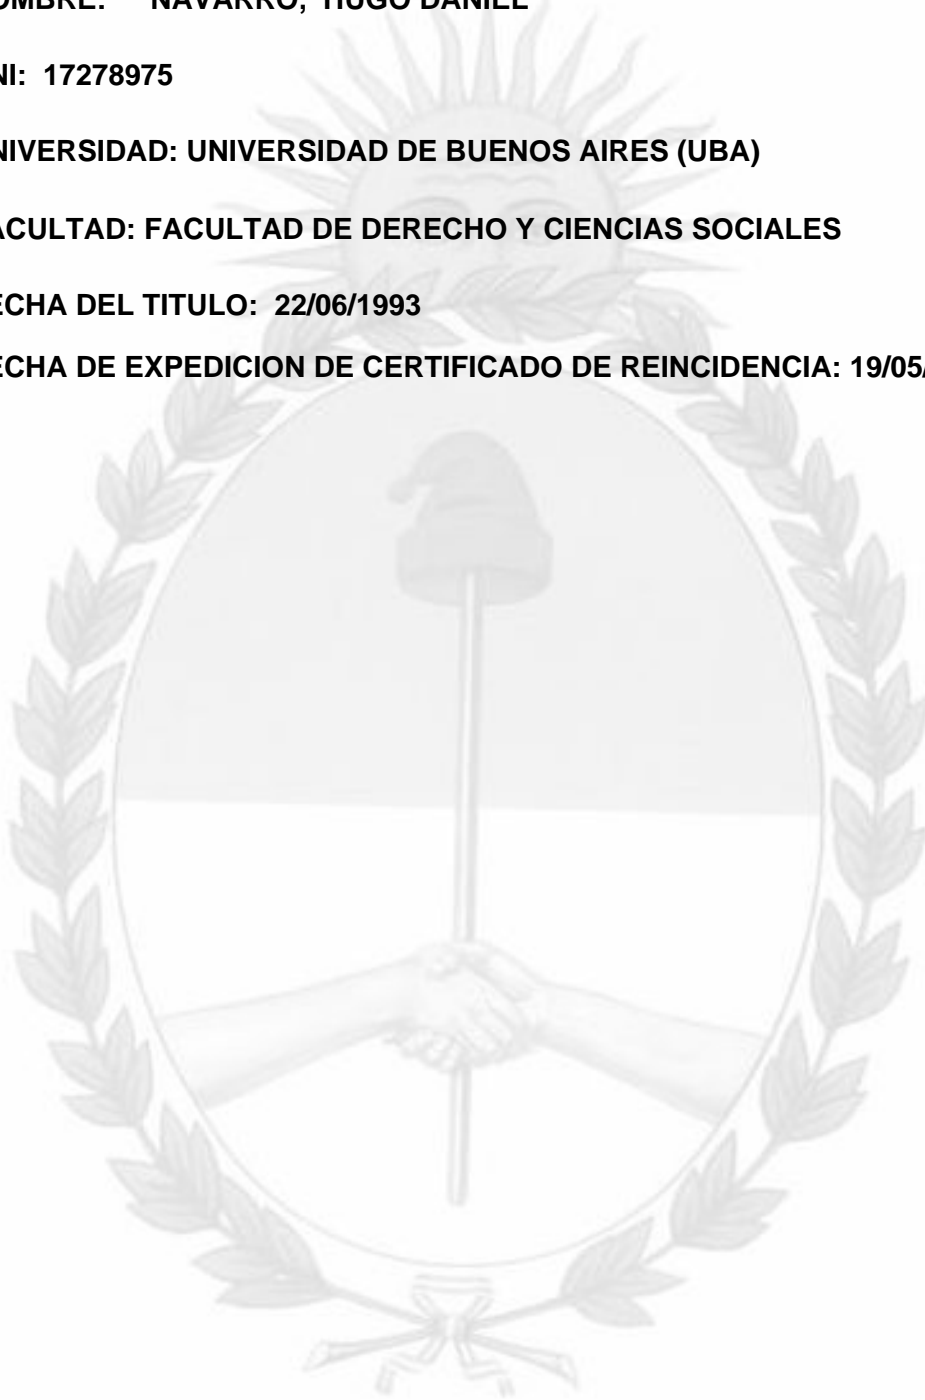 OMBRE: NAVARRO, HUGO DANIEL
NI: 17278975
NIVERSIDAD: UNIVERSIDAD DE BUENOS AIRES (UBA)
ACULTAD: FACULTAD DE DERECHO Y CIENCIAS SOCIALES
ECHA DEL TITULO: 22/06/1993
ECHA DE EXPEDICION DE CERTIFICADO DE REINCIDENCIA: 19/05/